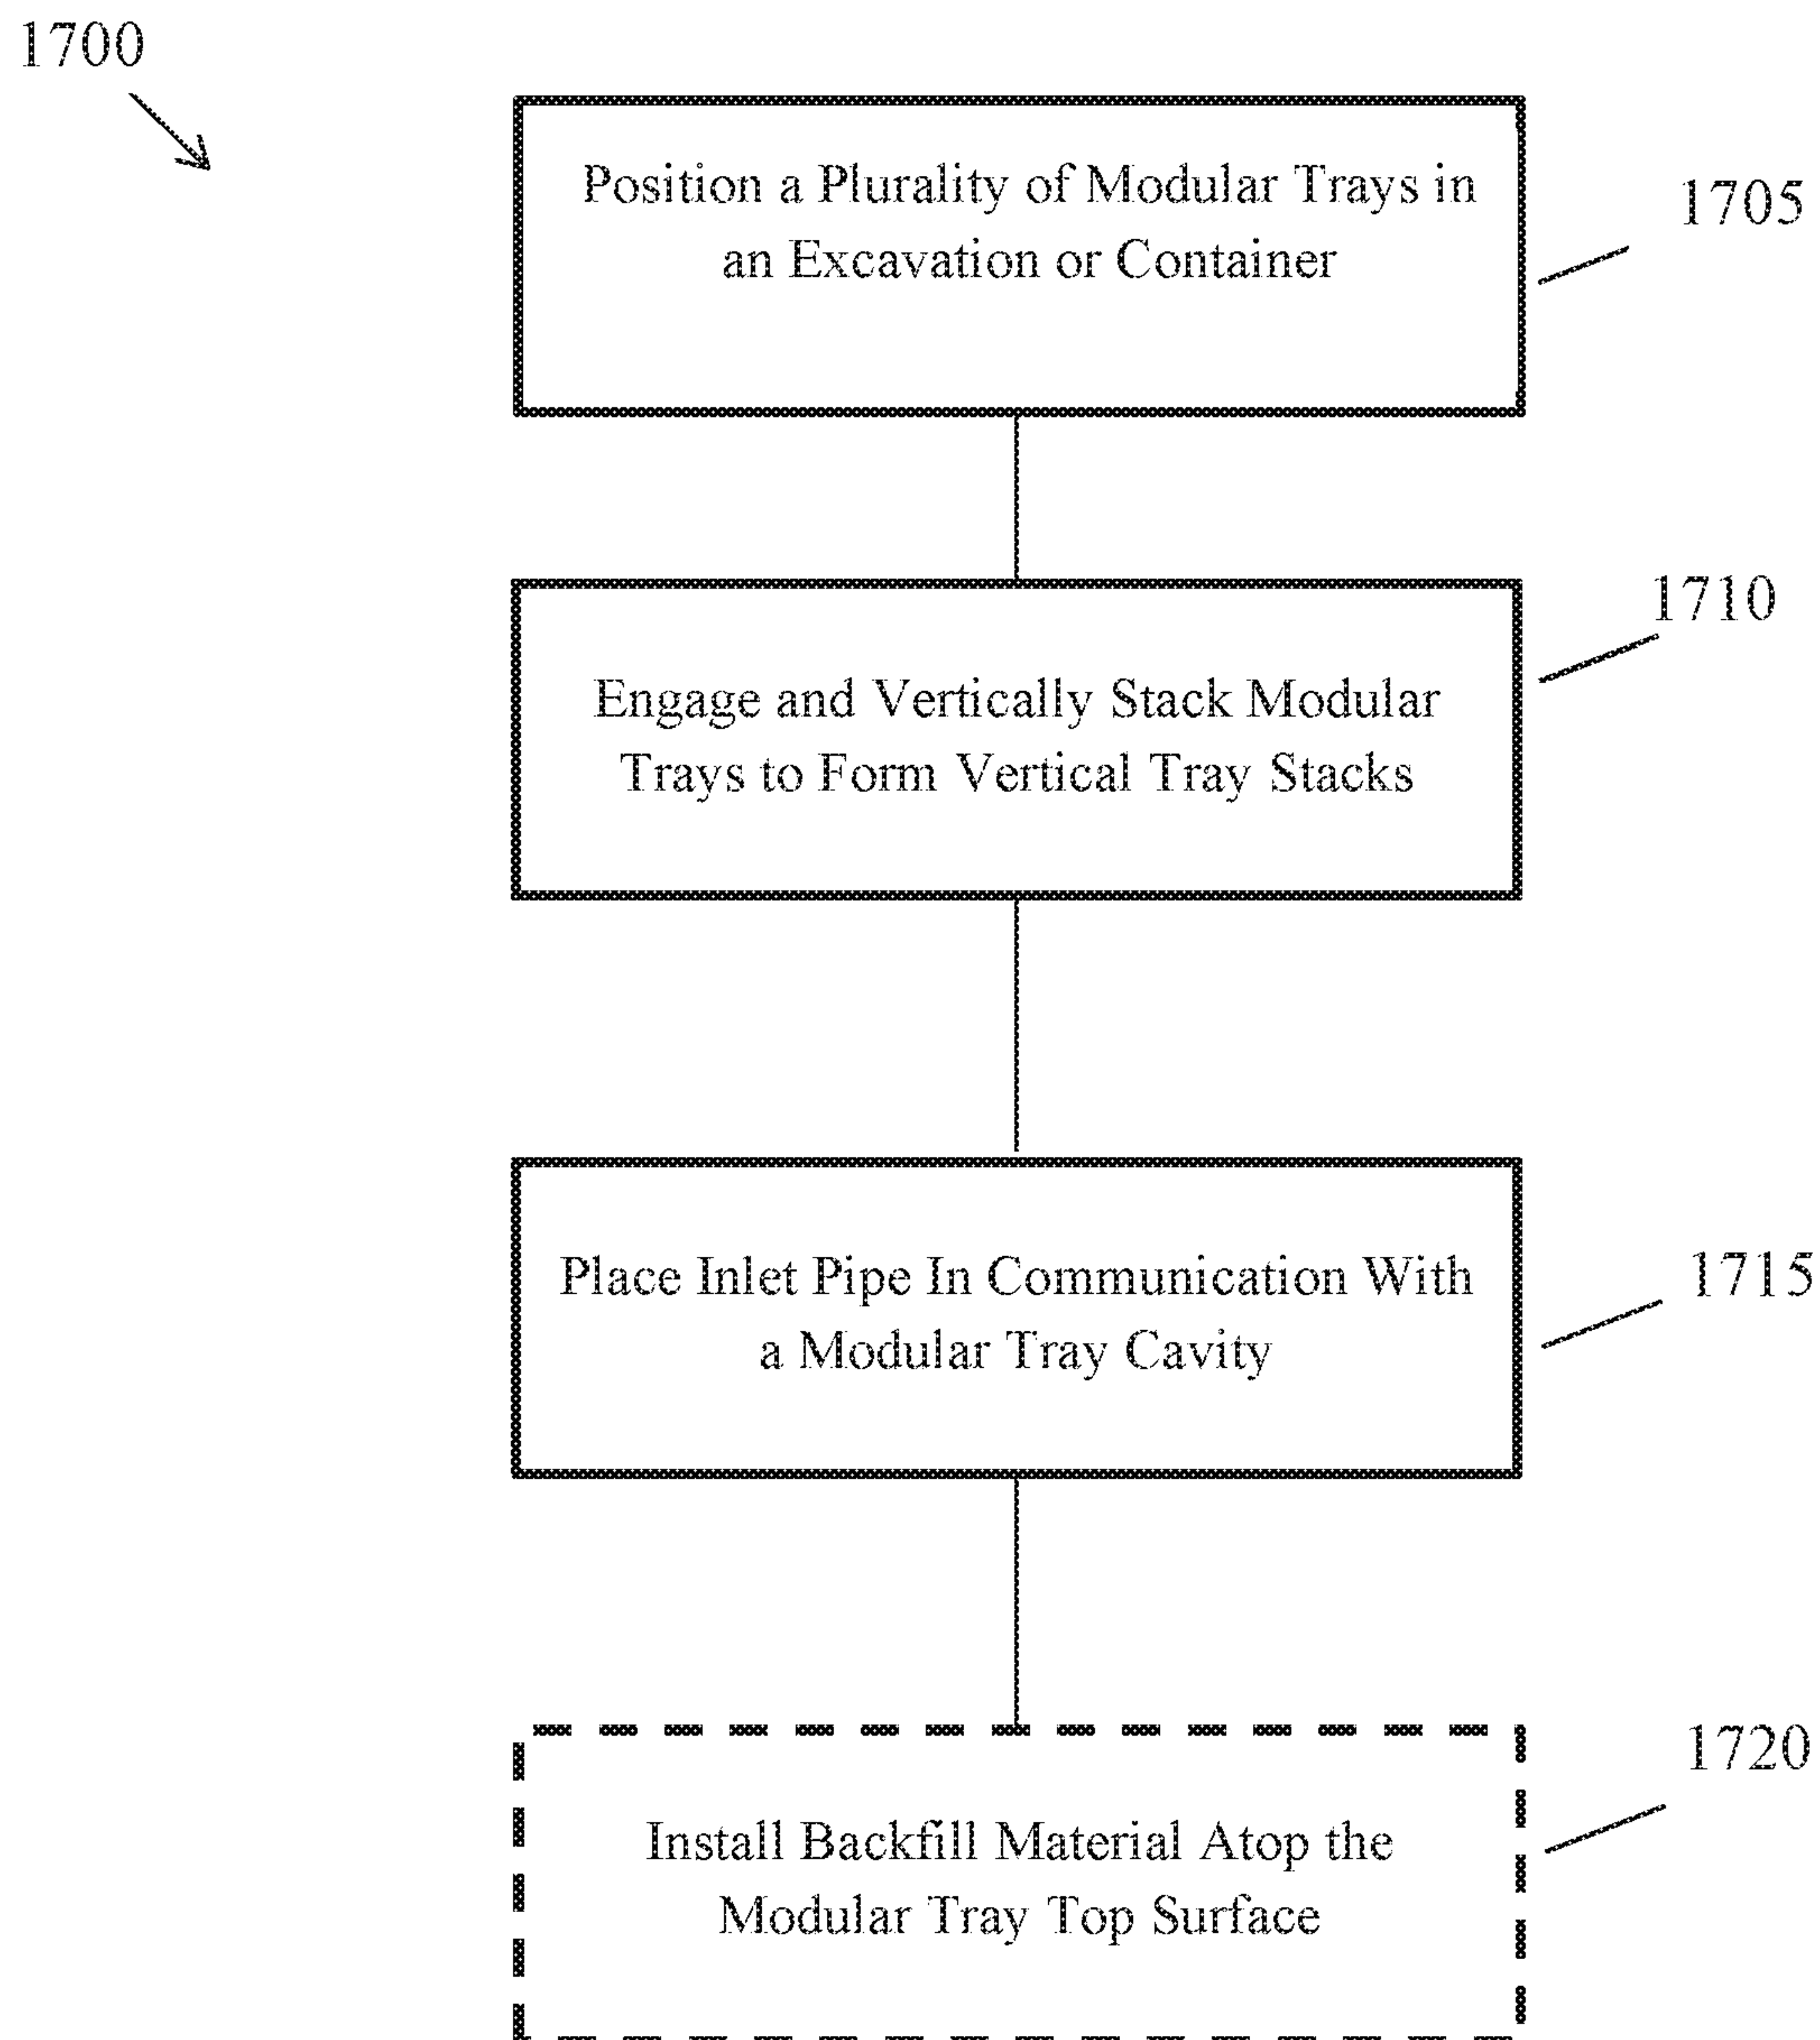 1700
Position a Plurality of Modular Trays in
an Excavation or Container
1705
Engage and Vertically Stack Modular
Trays to Form Vertical Tray Stacks
1710
Place Inlet Pipe In Communication With
a Modular Tray Cavity
1715
Install Backfill Material Atop the
Modular Tray Top Surface
1720